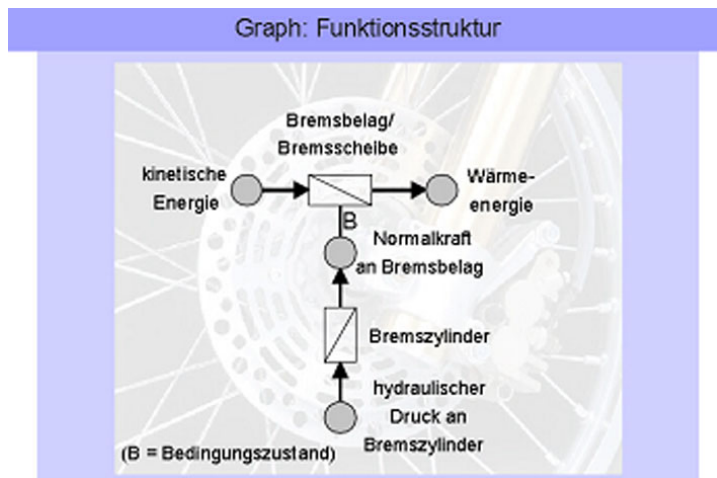 Graph: Funktionsstruktur
Bremsbelag/
Bremsscheibe
kinetische
Energie
Wärme-
energie
B
Normalkraft
an Bremsbelag
Bremszylinder
hydraulischer
Druck an
Bremszylinder
(B = Bedingungszustand)